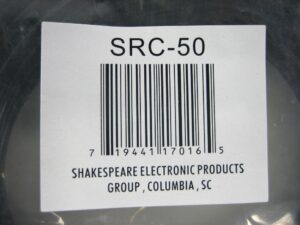 SRC-50
7 19441 17016 5
SHAKESPEARE ELECTRONIC PRODUCTS
GROUP , COLUMBIA , SC